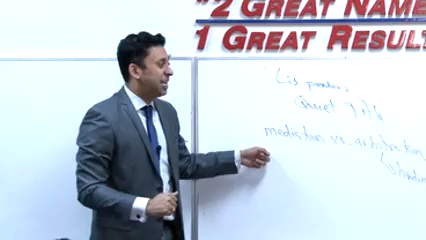 "2 GREAT NAME
1 GREAT RESULT
Lis pendens
Quiet Title
mediation vs. arbitration